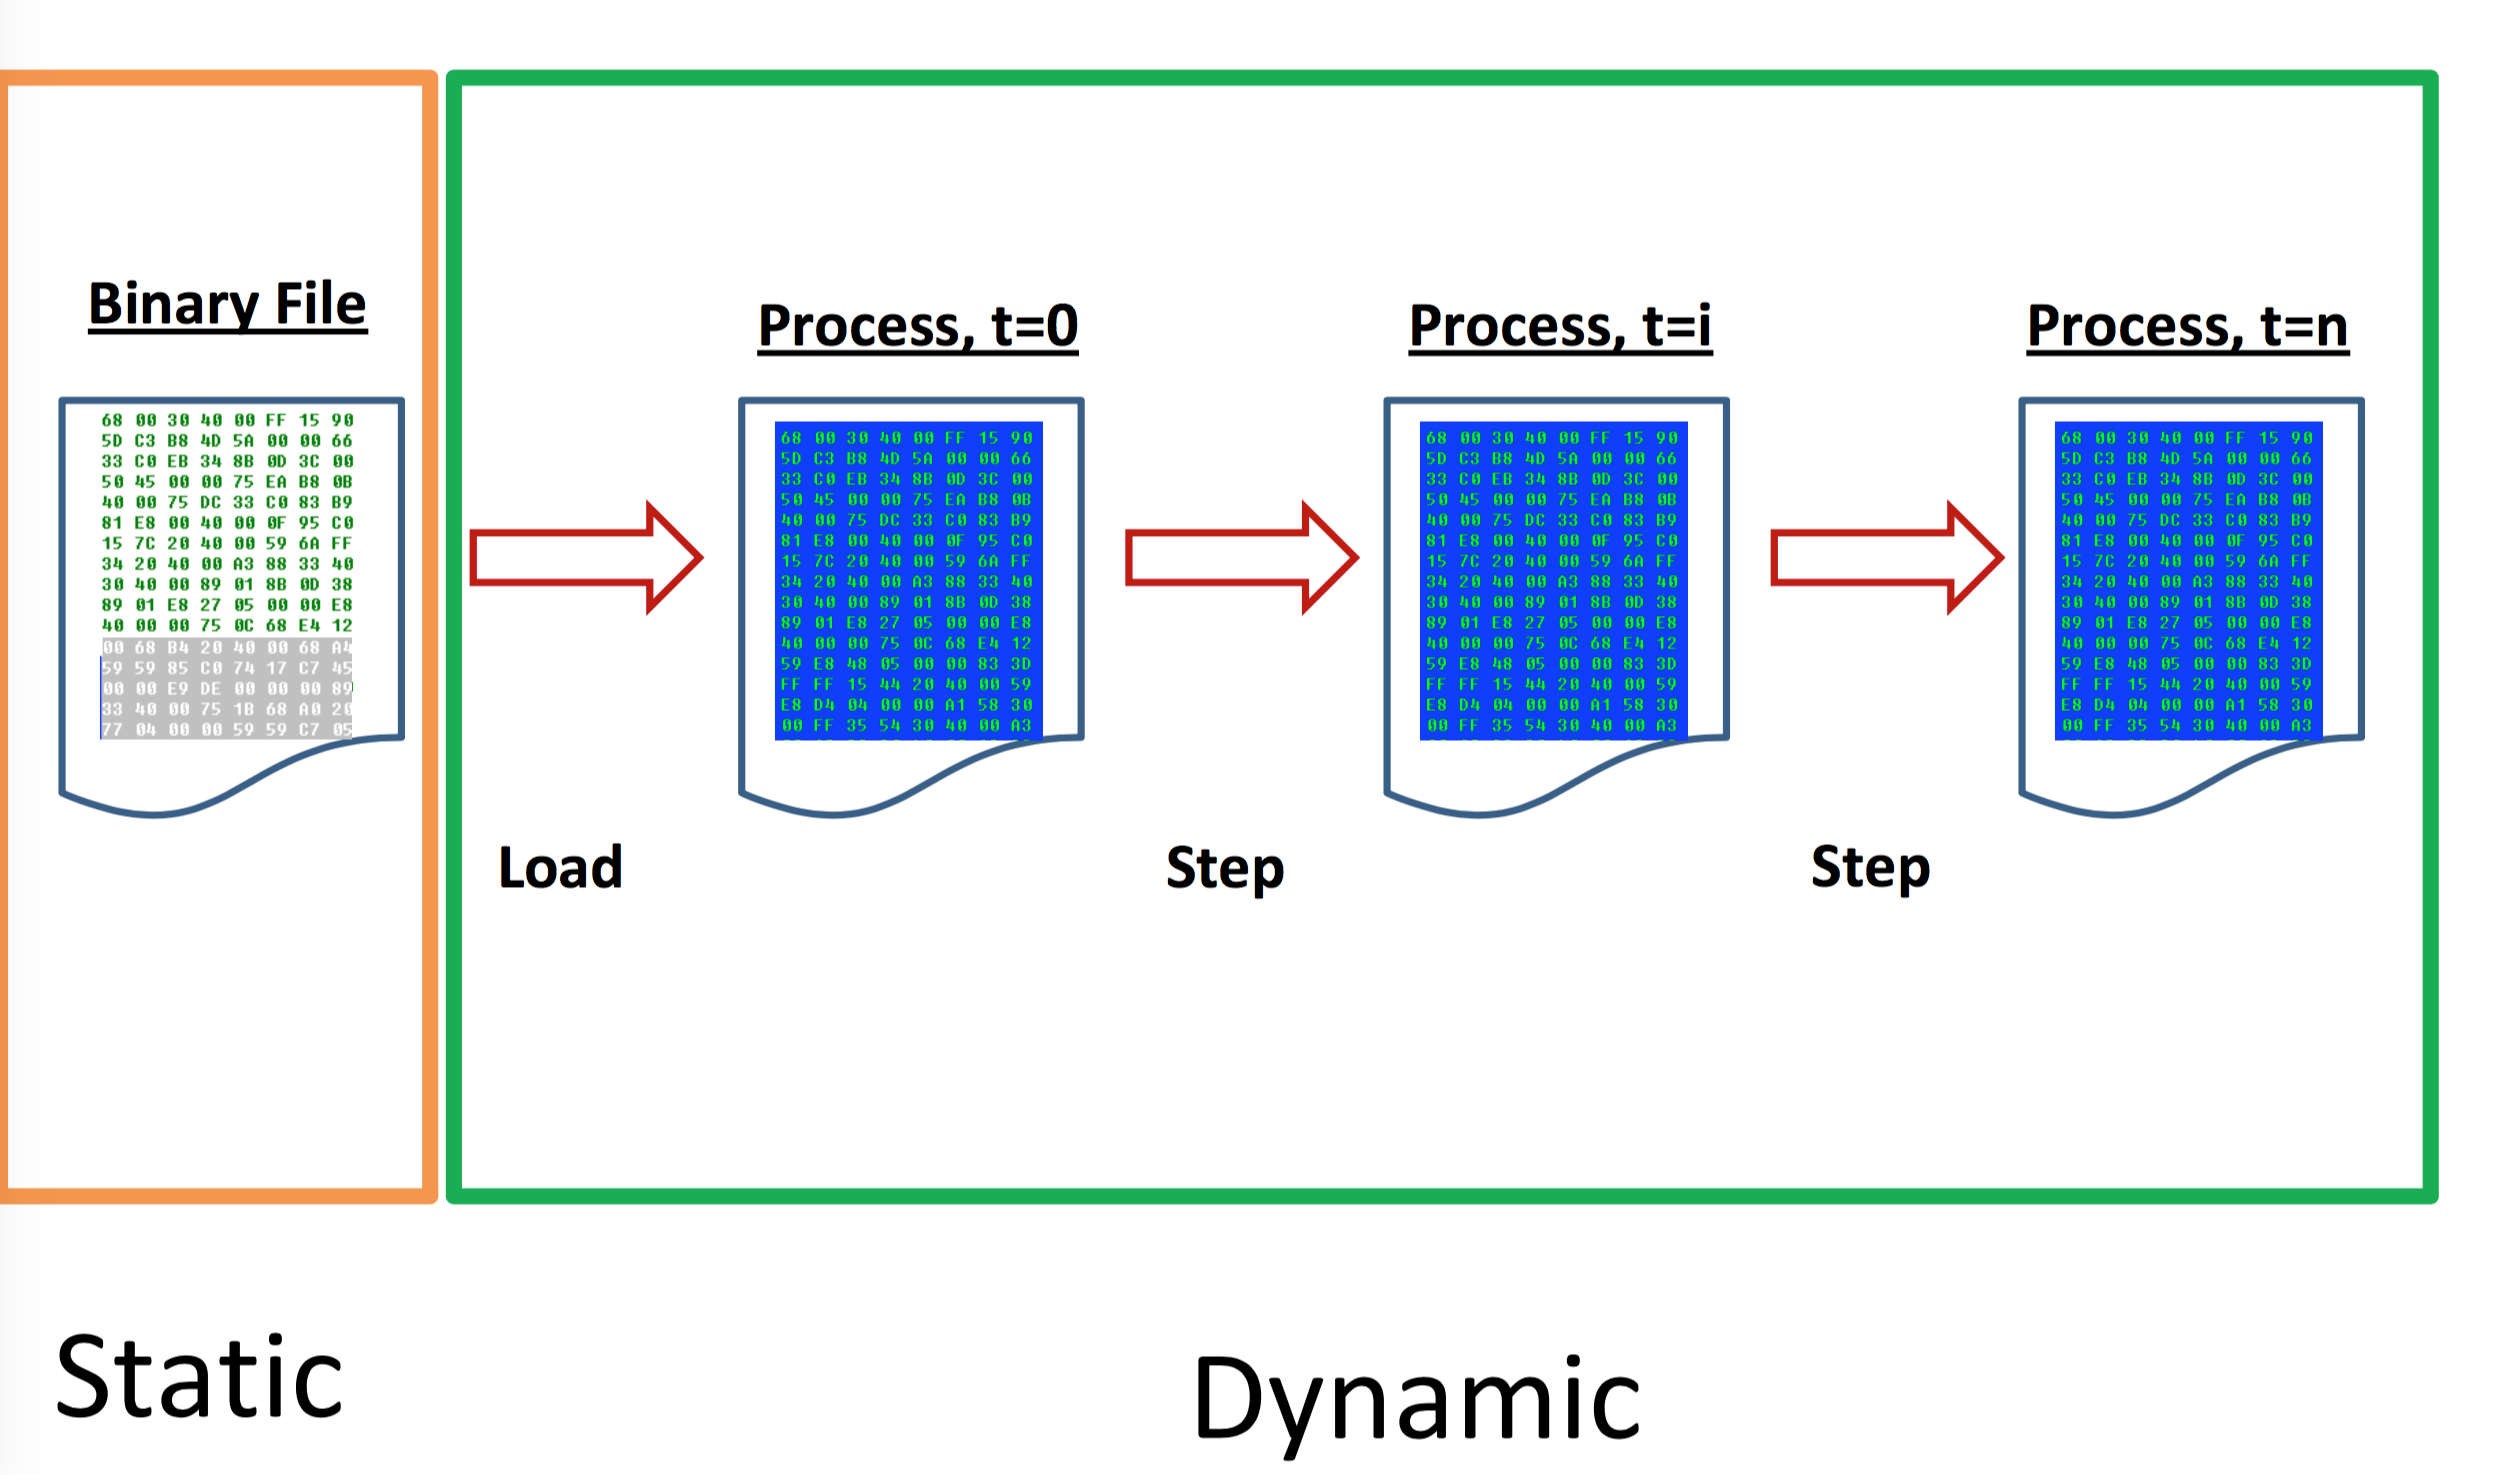 Binary File
68 00 30 40 00 FF 15 90
5D C3 B8 4D 5A 00 00 66
33 C0 EB 34 8B 0D 3C 00
50 45 00 00 75 EA B8 0B
40 00 75 DC 33 C0 83 B9
81 E8 00 40 00 0F 95 C0
15 7C 20 40 00 59 6A FF
34 20 40 00 A3 88 33 40
30 40 00 89 01 8B 0D 38
89 01 E8 27 05 00 00 E8
40 00 00 75 0C 68 E4 12
00 68 B4 20 40 00 68 A4
59 59 85 C0 74 17 C7 45
00 00 E9 DE 00 00 00 89
33 40 00 75 1B 68 A0 20
77 04 00 00 59 59 C7 05
Load
Process, t=0
68 00 30 40 00 FF 15 90
5D C3 B8 4D 5A 00 00 66
33 C0 EB 34 8B 0D 3C 00
50 45 00 00 75 EA B8 0B
40 00 75 DC 33 C0 83 B9
81 E8 00 40 00 0F 95 C0
15 7C 20 40 00 59 6A FF
34 20 40 00 A3 88 33 40
30 40 00 89 01 8B 0D 38
89 01 E8 27 05 00 00 E8
40 00 00 75 0C 68 E4 12
59 E8 48 05 00 00 83 3D
FF FF 15 44 20 40 00 59
E8 D4 04 00 00 A1 58 30
00 FF 35 54 30 40 00 A3
Step
Process, t=i
68 00 30 40 00 FF 15 90
5D C3 B8 4D 5A 00 00 66
33 C0 EB 34 8B 0D 3C 00
50 45 00 00 75 EA B8 0B
40 00 75 DC 33 C0 83 B9
81 E8 00 40 00 0F 95 C0
15 7C 20 40 00 59 6A FF
34 20 40 00 A3 88 33 40
30 40 00 89 01 8B 0D 38
89 01 E8 27 05 00 00 E8
40 00 00 75 0C 68 E4 12
59 E8 48 05 00 00 83 3D
FF FF 15 44 20 40 00 59
E8 D4 04 00 00 A1 58 30
00 FF 35 54 30 40 00 A3
Step
Process, t=n
68 00 30 40 00 FF 15 90
5D C3 B8 4D 5A 00 00 66
33 C0 EB 34 8B 0D 3C 00
50 45 00 00 75 EA B8 0B
40 00 75 DC 33 C0 83 B9
81 E8 00 40 00 0F 95 C0
15 7C 20 40 00 59 6A FF
34 20 40 00 A3 88 33 40
30 40 00 89 01 8B 0D 38
89 01 E8 27 05 00 00 E8
40 00 00 75 0C 68 E4 12
59 E8 48 05 00 00 83 3D
FF FF 15 44 20 40 00 59
E8 D4 04 00 00 A1 58 30
00 FF 35 54 30 40 00 A3
Static
Dynamic